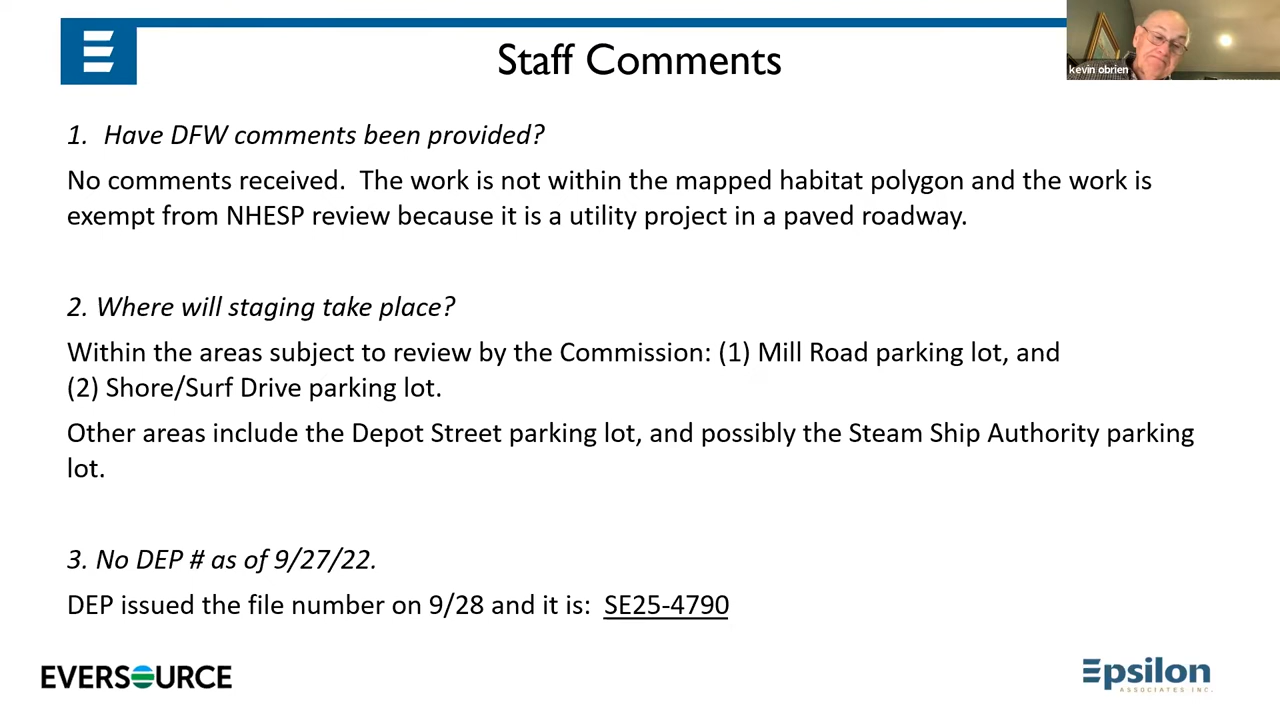 Staff Comments
kevin obrien
1. Have DFW comments been provided?
No comments received. The work is not within the mapped habitat polygon and the work is
exempt from NHESP review because it is a utility project in a paved roadway.
2. Where will staging take place?
Within the areas subject to review by the Commission: (1) Mill Road parking lot, and
(2) Shore/Surf Drive parking lot.
Other areas include the Depot Street parking lot, and possibly the Steam Ship Authority parking
lot.
3. No DEP # as of 9/27/22.
DEP issued the file number on 9/28 and it is: SE25-4790
EVERSOURCE
Epsilon
ASSOCIATES INC.